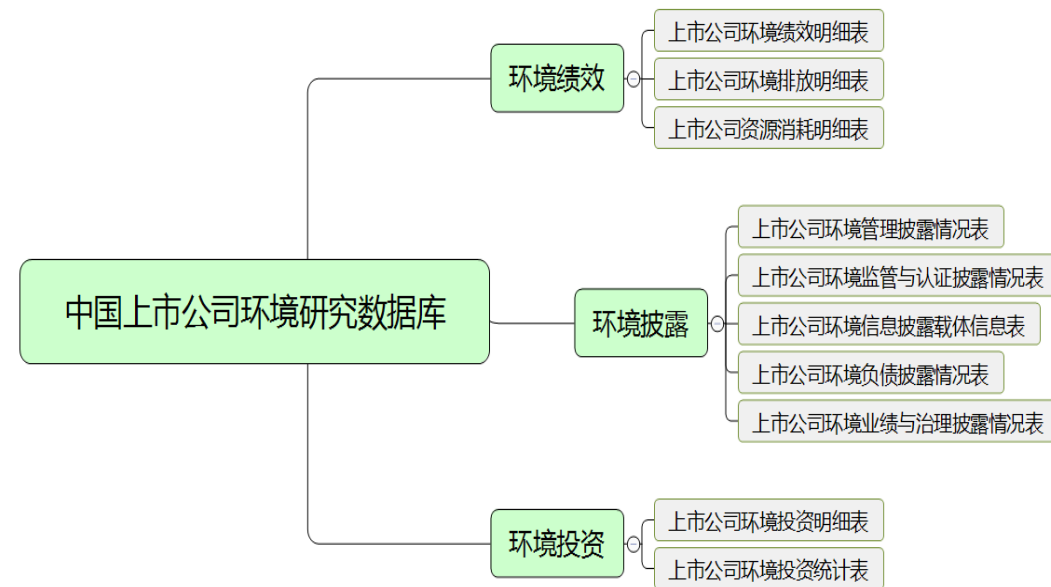 中国上市公司环境研究数据库
环境绩效
上市公司环境绩效明细表
上市公司环境排放明细表
上市公司资源消耗明细表
环境披露
上市公司环境管理披露情况表
上市公司环境监管与认证披露情况表
上市公司环境信息披露载体信息表
上市公司环境负债披露情况表
上市公司环境业绩与治理披露情况表
环境投资
上市公司环境投资明细表
上市公司环境投资统计表